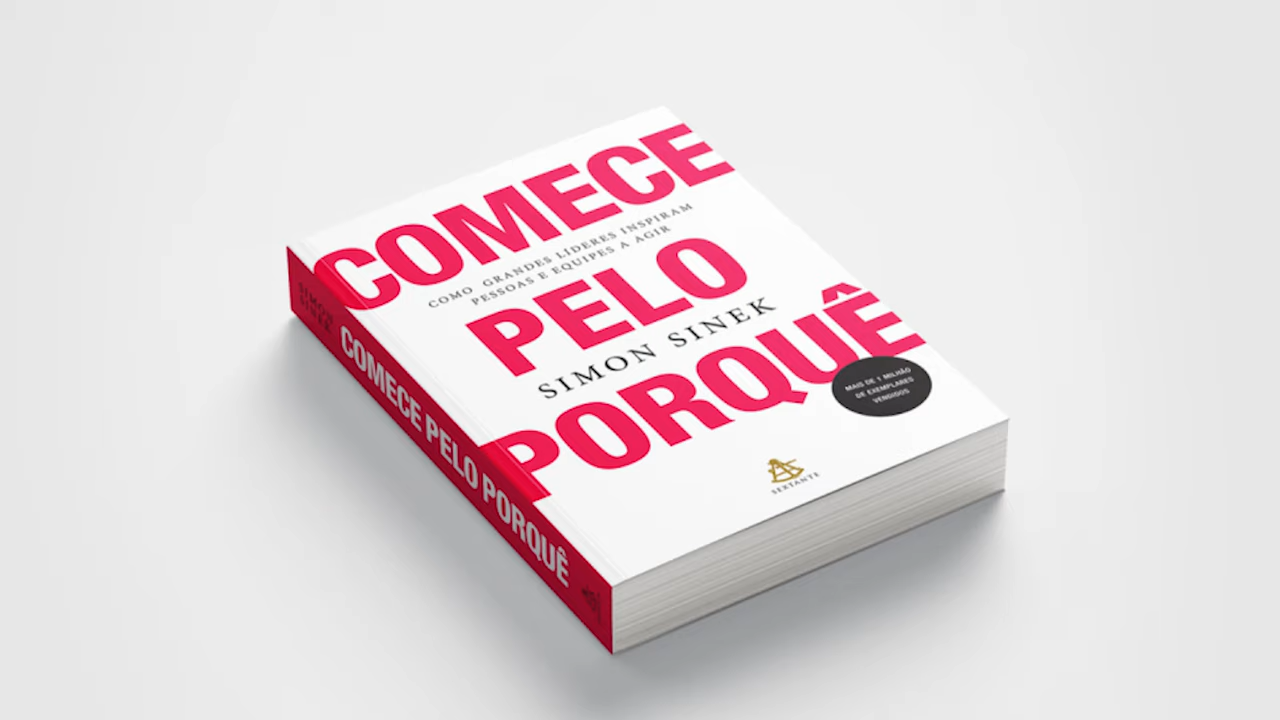 COMECE
COMO GRANDES LÍDERES INSPIRAM
PESSOAS E EQUIPES A AGIR
PELO
SIMON SINEK
PORQUÊ
MAIS DE 1 MILHÃO
DE EXEMPLARES
VENDIDOS
SEXTANTE
SIMON
SINEK
COMECE PELO PORQUÊ